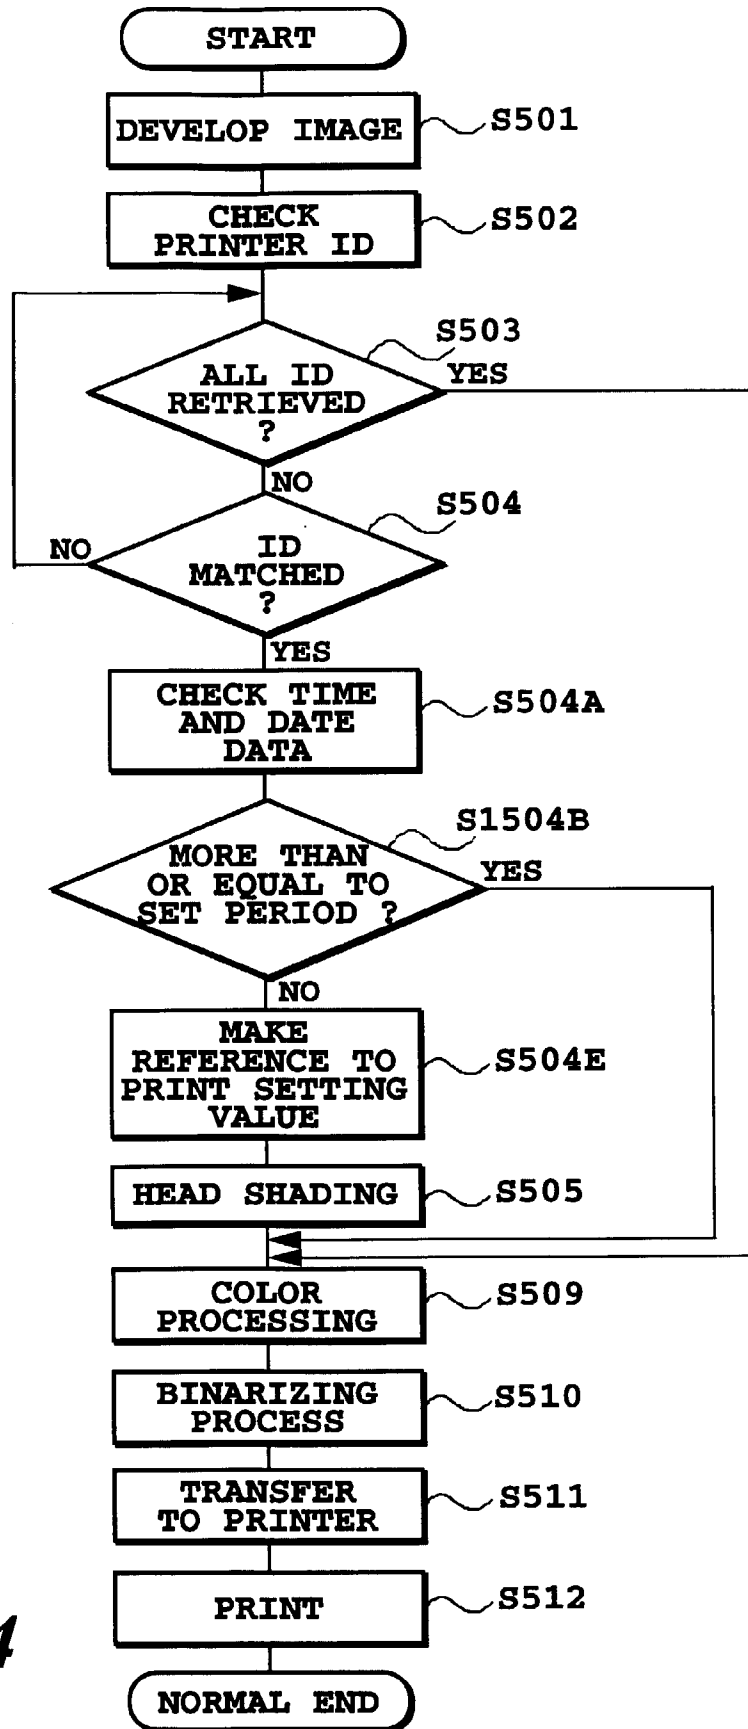 START
DEVELOP IMAGE
S501
CHECK
PRINTER ID
S502
S503
ALL ID
RETRIEVED
?
YES
NO
S504
ID
MATCHED
?
NO
YES
CHECK TIME
AND DATE
DATA
S504A
S1504B
MORE THAN
OR EQUAL TO
SET PERIOD ?
YES
NO
MAKE
REFERENCE TO
PRINT SETTING
VALUE
S504E
HEAD SHADING
S505
COLOR
PROCESSING
S509
BINARIZING
PROCESS
S510
TRANSFER
TO PRINTER
S511
PRINT
S512
4
NORMAL END